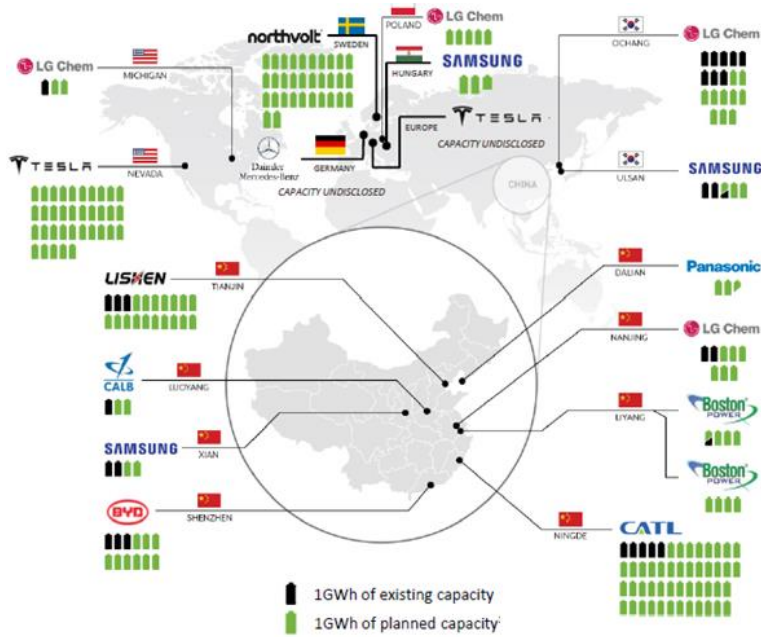 northvolt
SWEDEN
POLAND
LG Chem
LG Chem
MICHIGAN
HUNGARY
SAMSUNG
OCHANG
LG Chem
TESLA
NEVADA
Daimler
Mercedes-Benz
GERMANY
CAPACITY UNDISCLOSED
EUROPE
TESLA
CAPACITY UNDISCLOSED
CHINA
ULSAN
SAMSUNG
LISHEN
TIANJIN
DALIAN
Panasonic
NANJING
LG Chem
CALB
LUOYANG
LIYANG
Boston
POWER
SAMSUNG
XIAN
Boston
POWER
BYD
SHENZHEN
NINGDE
CATL
1GWh of existing capacity
1GWh of planned capacity